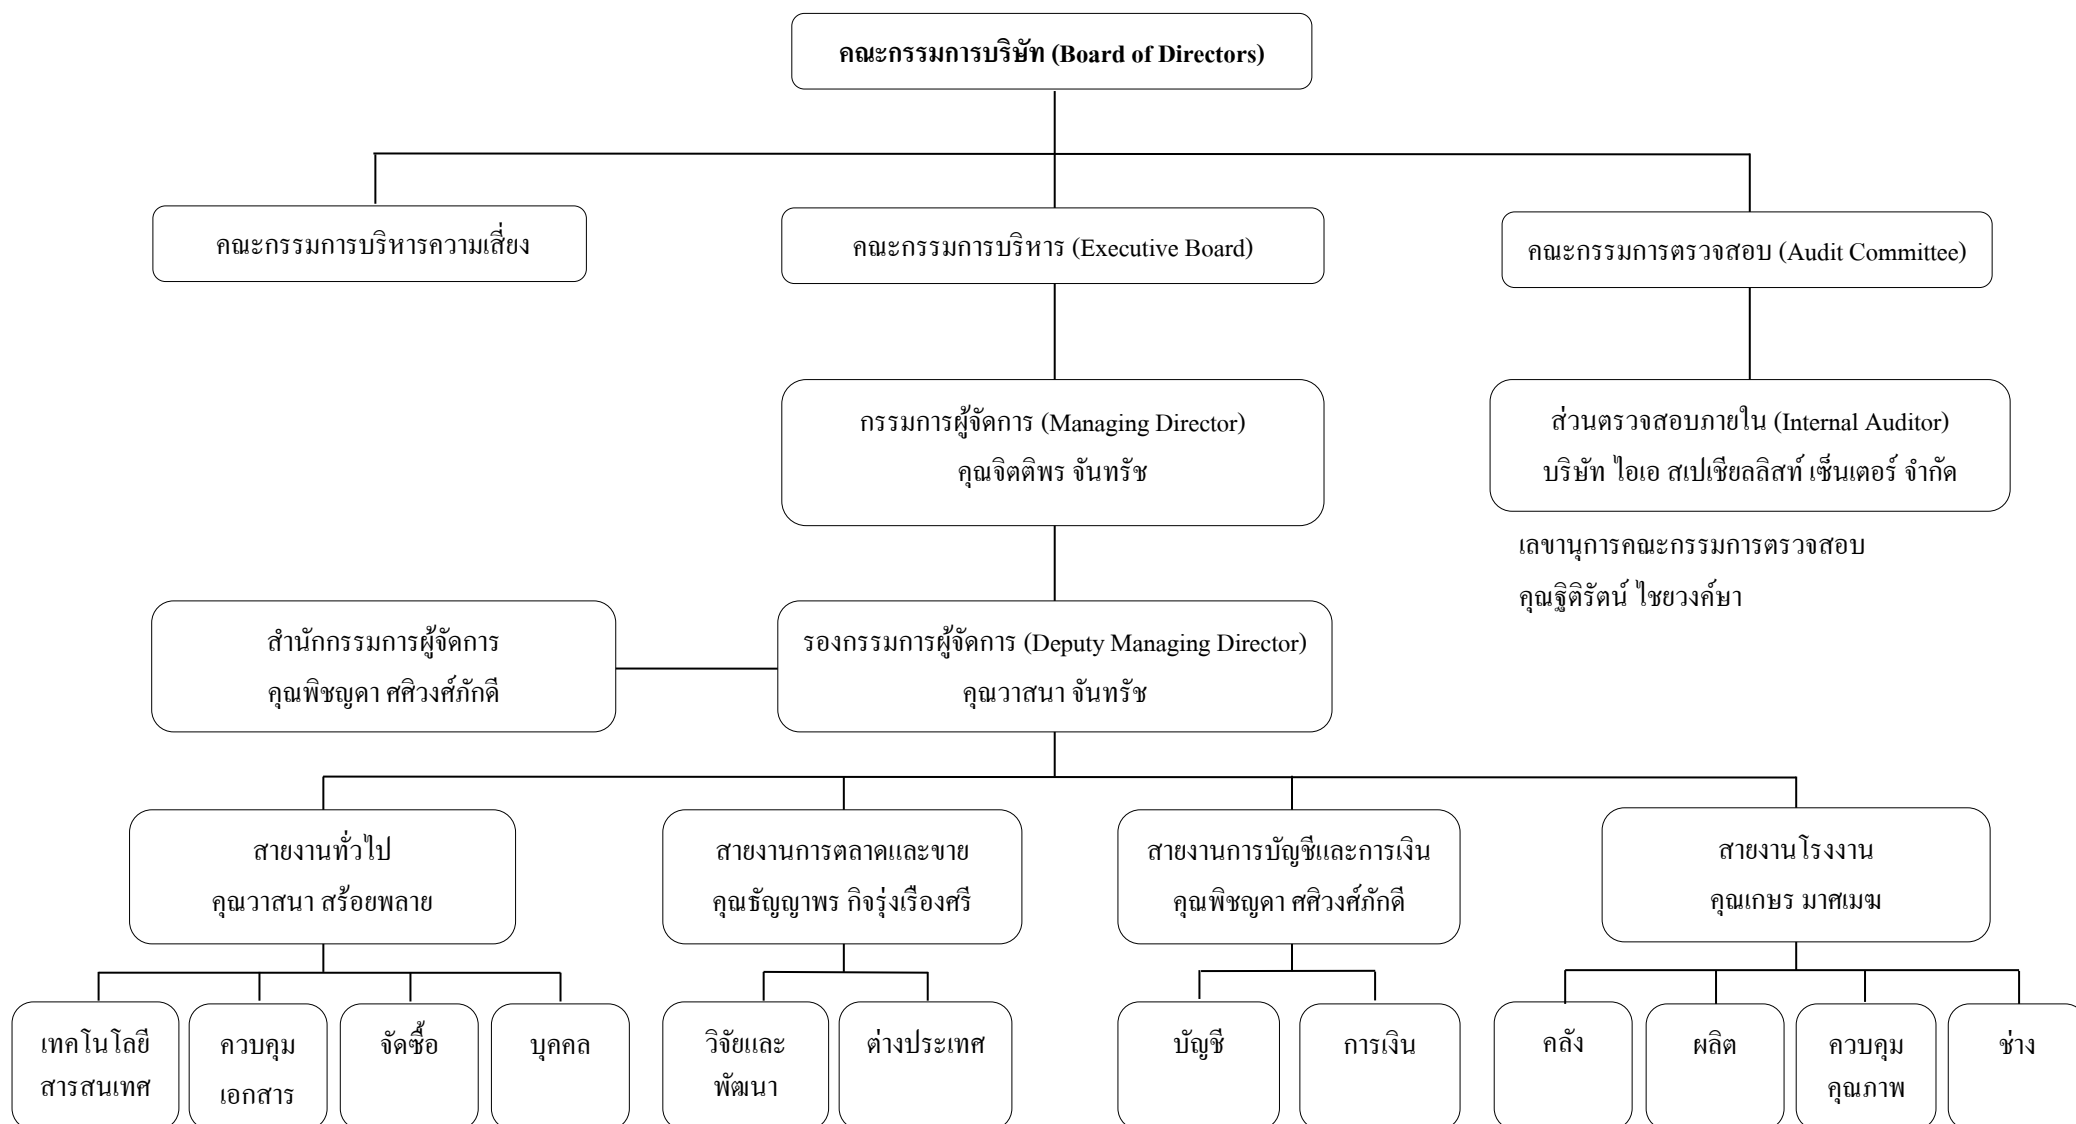 คณะกรรมการบริษัท (Board of Directors)
คณะกรรมการบริหารความเสี่ยง
คณะกรรมการบริหาร (Executive Board)
คณะกรรมการตรวจสอบ (Audit Committee)
กรรมการผู้จัดการ (Managing Director)
คุณจิตติพร จันทรัช
ส่วนตรวจสอบภายใน (Internal Auditor)
บริษัท ไอเอ สเปเชียลลิสท์ เซ็นเตอร์ จำกัด
เลขานุการคณะกรรมการตรวจสอบ
คุณฐิติรัตน์ ไชยวงค์ษา
สำนักกรรมการผู้จัดการ
คุณพิชญดา ศศิวงศ์ภักดี
รองกรรมการผู้จัดการ (Deputy Managing Director)
คุณวาสนา จันทรัช
สายงานทั่วไป
คุณวาสนา สร้อยพลาย
สายงานการตลาดและขาย
คุณธัญญาพร กิจรุ่งเรืองศรี
สายงานการบัญชีและการเงิน
คุณพิชญดา ศศิวงศ์ภักดี
สายงานโรงงาน
คุณเกษร มาศเมฆ
เทคโนโลยี
สารสนเทศ
ควบคุม
เอกสาร
จัดซื้อ
บุคคล
วิจัยและ
พัฒนา
ต่างประเทศ
บัญชี
การเงิน
คลัง
ผลิต
ควบคุม
คุณภาพ
ช่าง